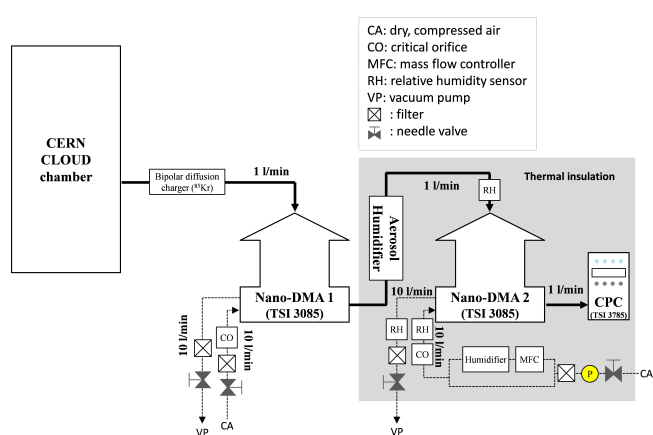 CA: dry, compressed air
CO: critical orifice
MFC: mass flow controller
RH: relative humidity sensor
VP: vacuum pump
: filter
: needle valve
CERN
CLOUD
chamber
Bipolar diffusion
charger (⁸⁵Kr)
1 l/min
1 l/min
RH
Thermal insulation
Aerosol
Humidifier
Nano-DMA 1
(TSI 3085)
10 l/min
Nano-DMA 2
(TSI 3085)
1 l/min
CPC
(TSI 3785)
10 l/min
CO
10 l/min
RH
RH
CO
10 l/min
Humidifier
MFC
P
CA
VP
CA
VP